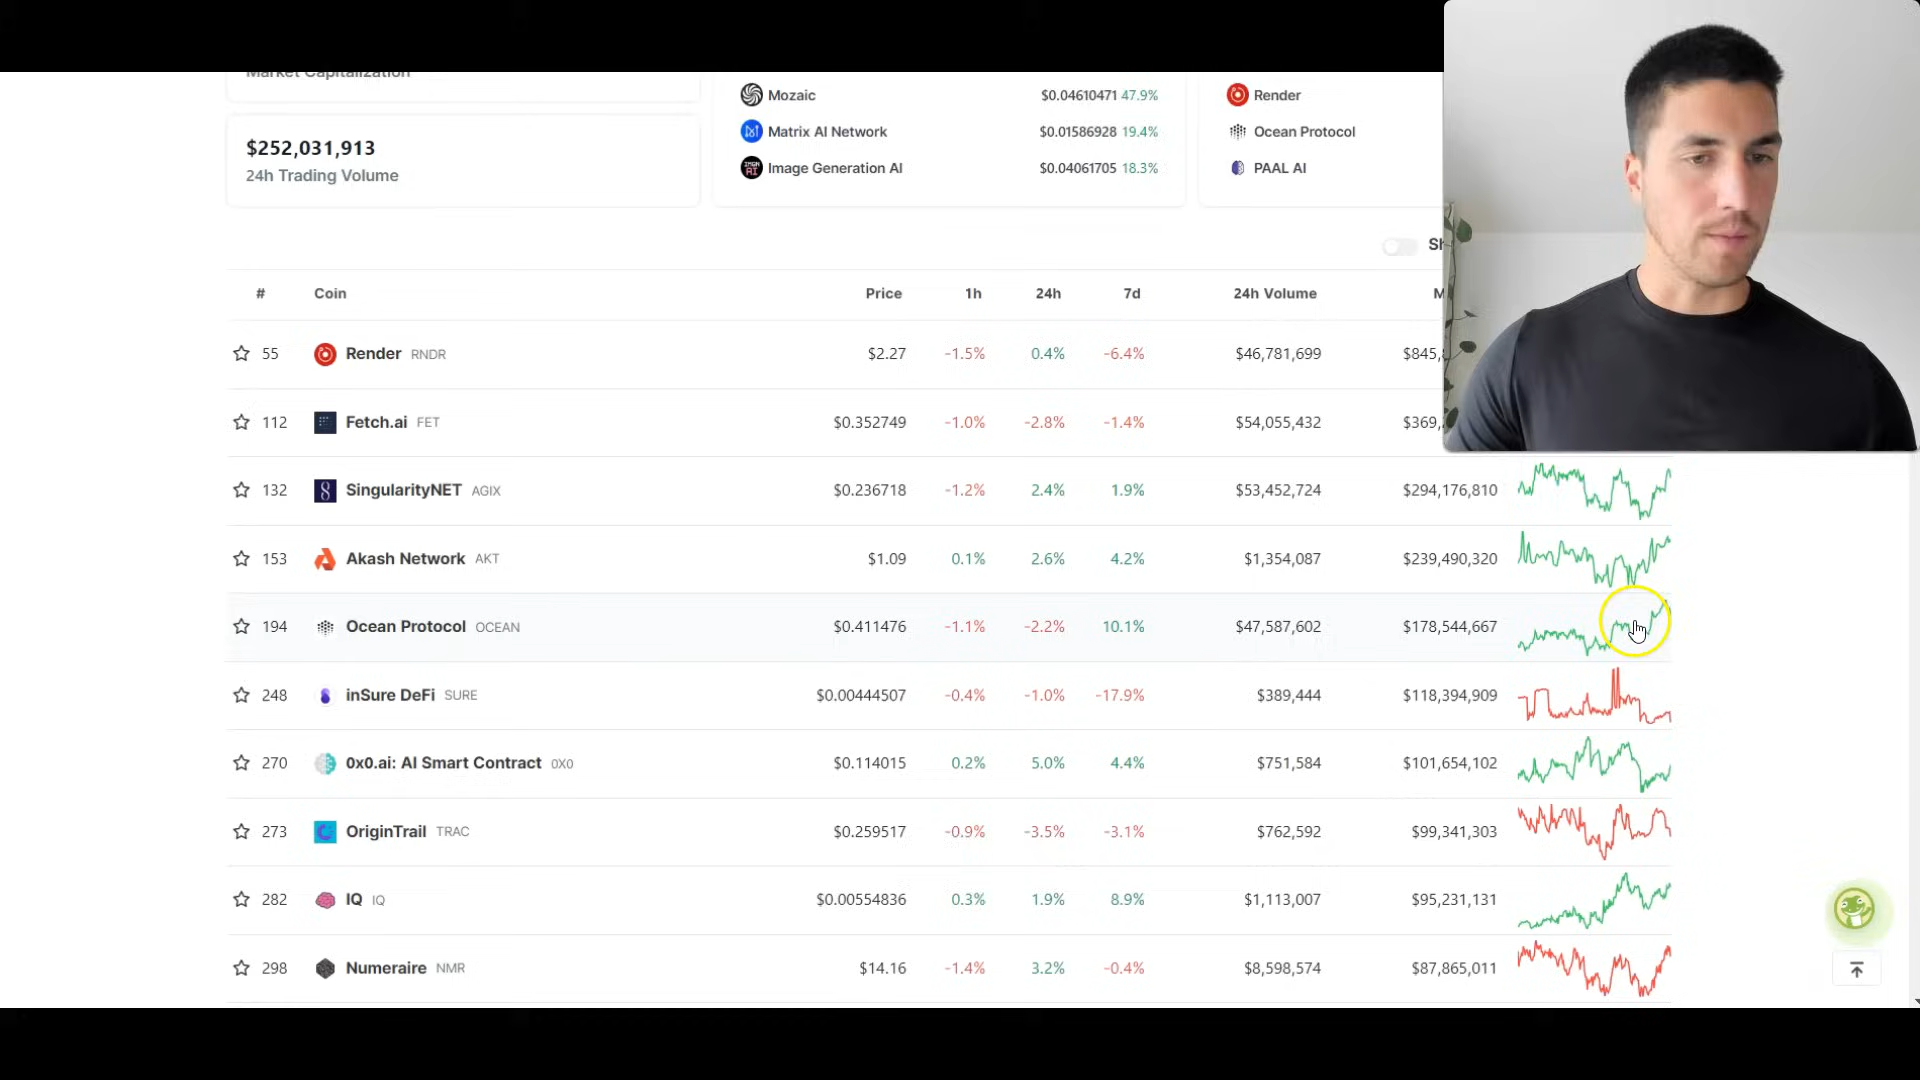 Market Capitalization
$252,031,913
24h Trading Volume
Mozaic $0.04610471 47.9%
Matrix AI Network $0.01586928 19.4%
Image Generation AI $0.04061705 18.3%
Render
Ocean Protocol
PAAL AI
# Coin Price 1h 24h 7d 24h Volume M
55 Render RNDR $2.27 -1.5% 0.4% -6.4% $46,781,699 $845,
112 Fetch.ai FET $0.352749 -1.0% -2.8% -1.4% $54,055,432 $369,
132 SingularityNET AGIX $0.236718 -1.2% 2.4% 1.9% $53,452,724 $294,176,810
153 Akash Network AKT $1.09 0.1% 2.6% 4.2% $1,354,087 $239,490,320
194 Ocean Protocol OCEAN $0.411476 -1.1% -2.2% 10.1% $47,587,602 $178,544,667
248 inSure DeFi SURE $0.00444507 -0.4% -1.0% -17.9% $389,444 $118,394,909
270 0x0.ai: AI Smart Contract 0X0 $0.114015 0.2% 5.0% 4.4% $751,584 $101,654,102
273 OriginTrail TRAC $0.259517 -0.9% -3.5% -3.1% $762,592 $99,341,303
282 IQ IQ $0.00554836 0.3% 1.9% 8.9% $1,113,007 $95,231,131
298 Numeraire NMR $14.16 -1.4% 3.2% -0.4% $8,598,574 $87,865,011